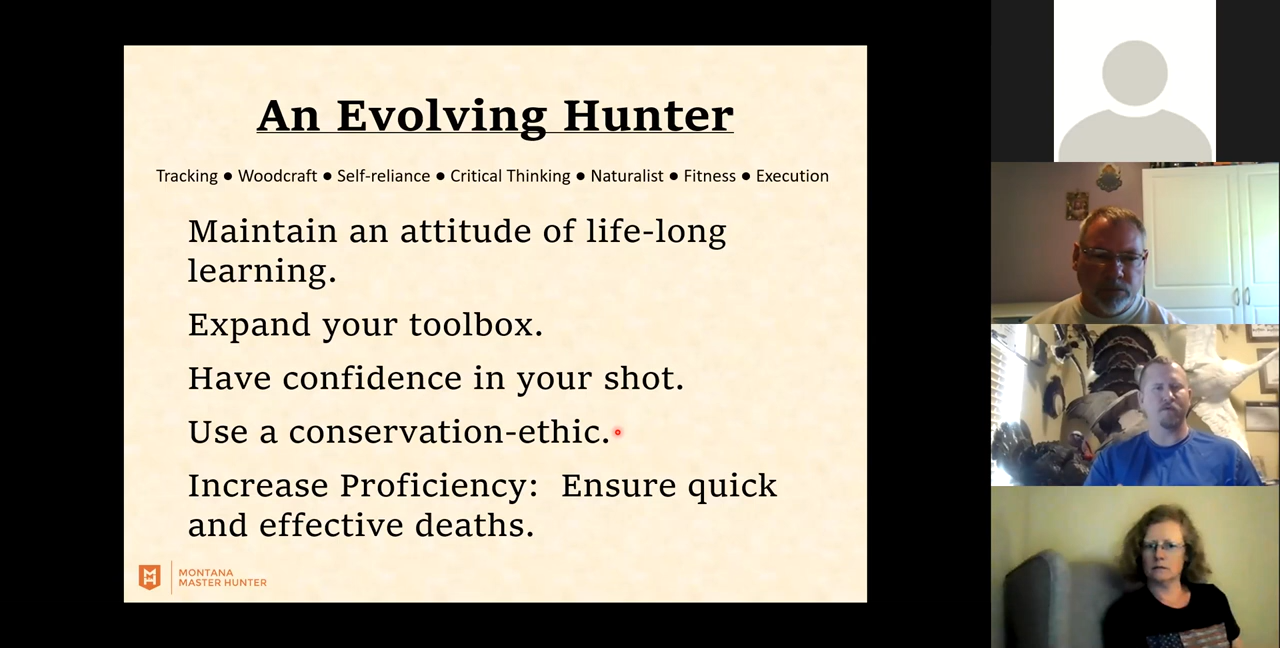 An Evolving Hunter
Tracking ● Woodcraft ● Self-reliance ● Critical Thinking ● Naturalist ● Fitness ● Execution
Maintain an attitude of life-long
learning.
Expand your toolbox.
Have confidence in your shot.
Use a conservation-ethic.
Increase Proficiency:  Ensure quick
and effective deaths.
MONTANA
MASTER HUNTER